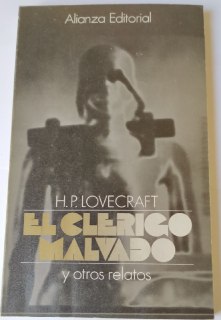 Alianza Editorial
H.P. LOVECRAFT
EL CLERIGO
MALVADO
y otros relatos